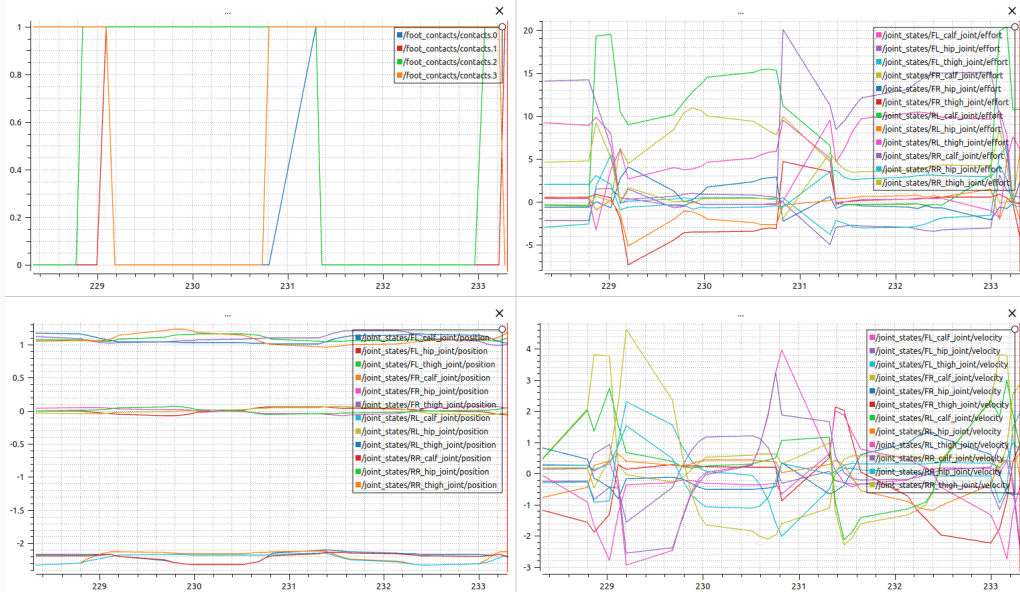 ...
1
0.8
0.6
0.4
0.2
0
/foot_contacts/contacts.0
/foot_contacts/contacts.1
/foot_contacts/contacts.2
/foot_contacts/contacts.3
229
230
231
232
233
...
20
15
10
5
0
-5
/joint_states/FL_calf_joint/effort
/joint_states/FL_hip_joint/effort
/joint_states/FL_thigh_joint/effort
/joint_states/FR_calf_joint/effort
/joint_states/FR_hip_joint/effort
/joint_states/FR_thigh_joint/effort
/joint_states/RL_calf_joint/effort
/joint_states/RL_hip_joint/effort
/joint_states/RL_thigh_joint/effort
/joint_states/RR_calf_joint/effort
/joint_states/RR_hip_joint/effort
/joint_states/RR_thigh_joint/effort
229
230
231
232
233
...
1
0.5
0
-0.5
-1
-1.5
-2
/joint_states/FL_calf_joint/position
/joint_states/FL_hip_joint/position
/joint_states/FL_thigh_joint/position
/joint_states/FR_calf_joint/position
/joint_states/FR_hip_joint/position
/joint_states/FR_thigh_joint/position
/joint_states/RL_calf_joint/position
/joint_states/RL_hip_joint/position
/joint_states/RL_thigh_joint/position
/joint_states/RR_calf_joint/position
/joint_states/RR_hip_joint/position
/joint_states/RR_thigh_joint/position
229
230
231
232
233
...
4
3
2
1
0
-1
-2
-3
/joint_states/FL_calf_joint/velocity
/joint_states/FL_hip_joint/velocity
/joint_states/FL_thigh_joint/velocity
/joint_states/FR_calf_joint/velocity
/joint_states/FR_hip_joint/velocity
/joint_states/FR_thigh_joint/velocity
/joint_states/RL_calf_joint/velocity
/joint_states/RL_hip_joint/velocity
/joint_states/RL_thigh_joint/velocity
/joint_states/RR_calf_joint/velocity
/joint_states/RR_hip_joint/velocity
/joint_states/RR_thigh_joint/velocity
229
230
231
232
233